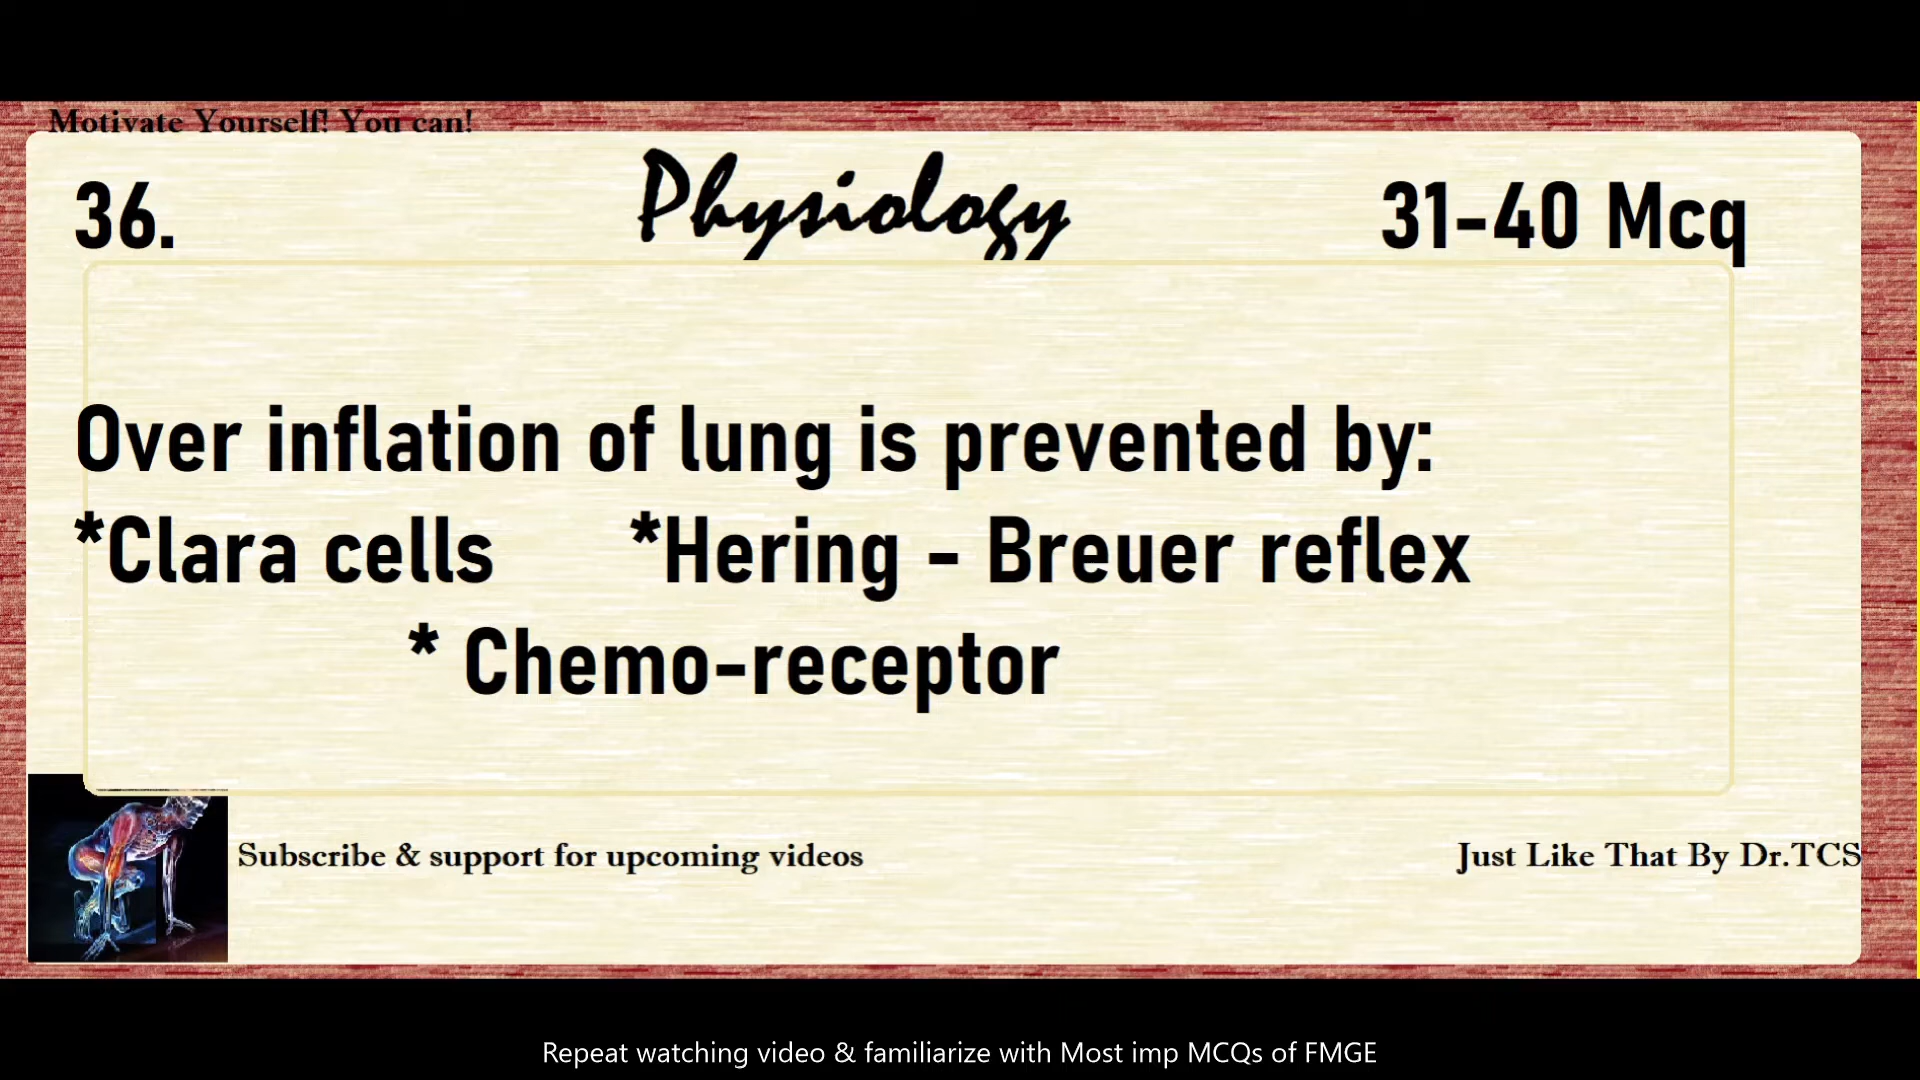 Motivate Yourself! You can!
36. Physiology 31-40 Mcq
Over inflation of lung is prevented by:
*Clara cells *Hering - Breuer reflex
* Chemo-receptor
Subscribe & support for upcoming videos Just Like That By Dr.TCS
Repeat watching video & familiarize with Most imp MCQs of FMGE